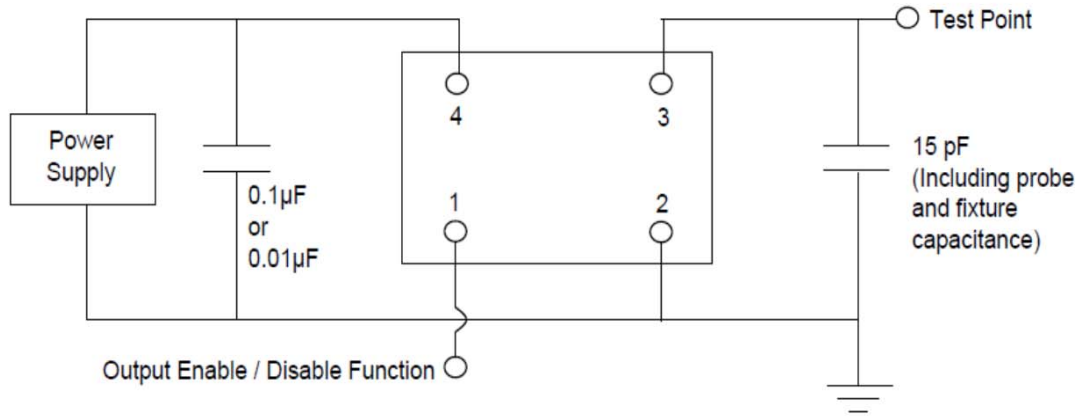 Test Point
4
3
Power
Supply
15 pF
(Including probe
and fixture
capacitance)
0.1µF
or
0.01µF
1
2
Output Enable / Disable Function